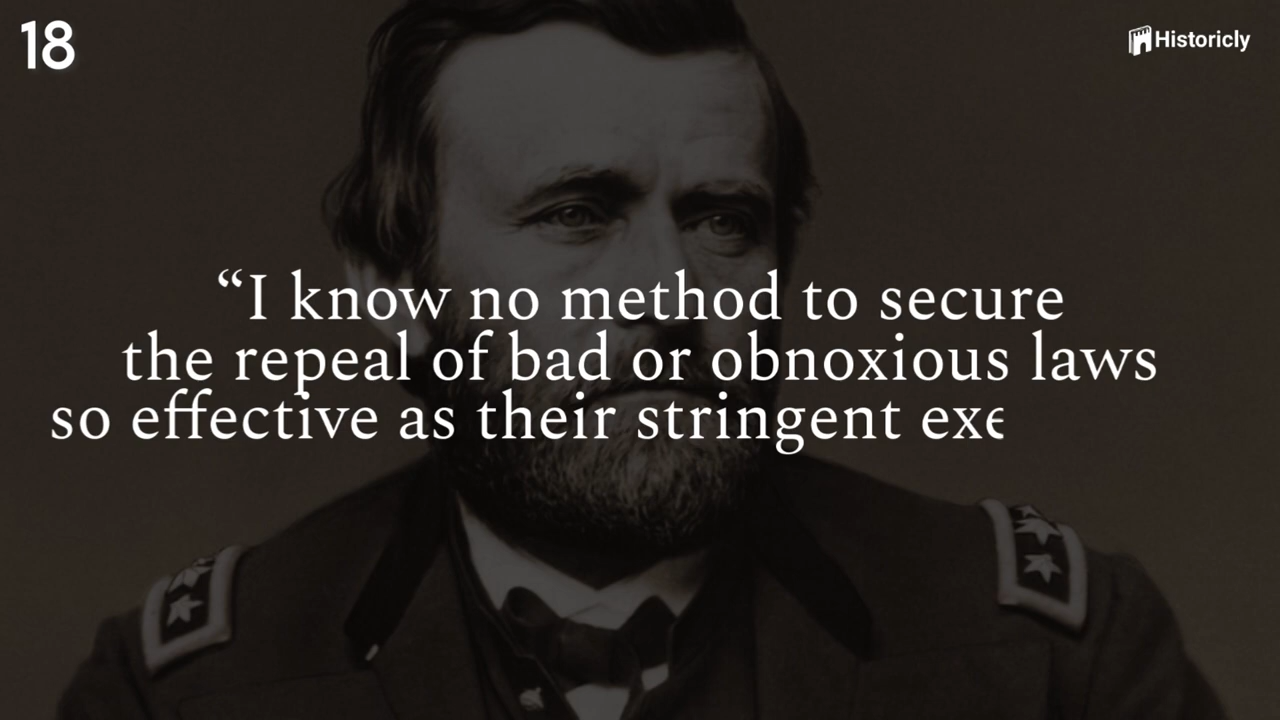 18
Historicly
“I know no method to secure
the repeal of bad or obnoxious laws
so effective as their stringent exe